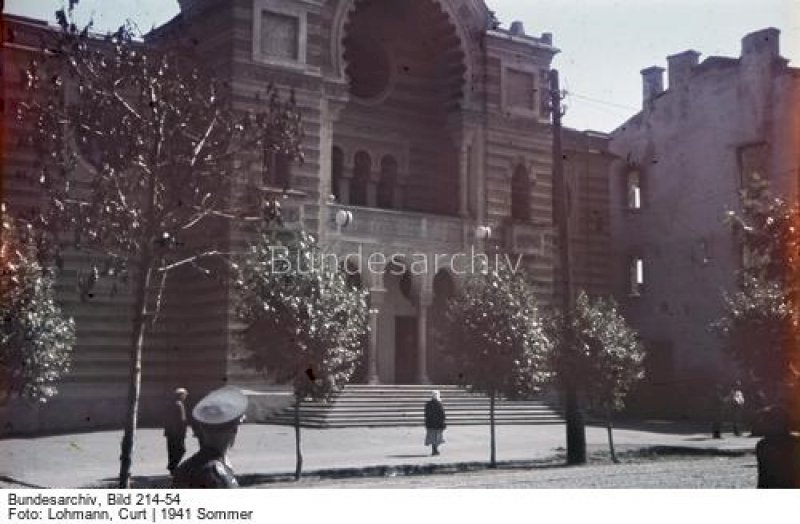 Bundesarchiv
Bundesarchiv, Bild 214-54
Foto: Lohmann, Curt | 1941 Sommer